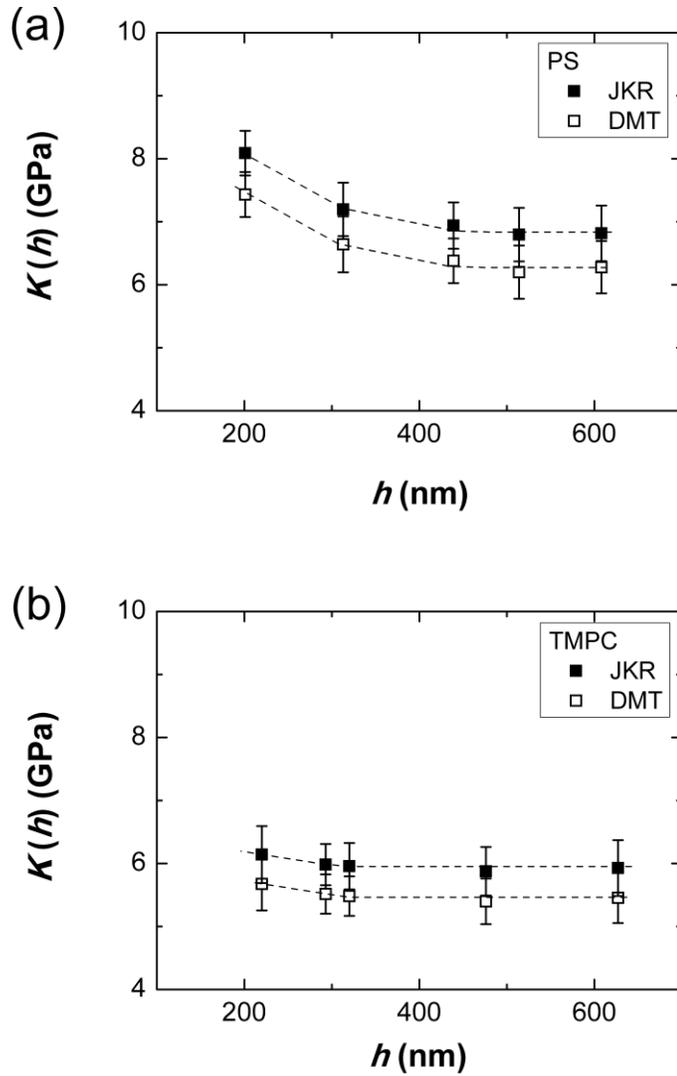 (a)
10
8
6
4
K (h) (GPa)
PS
JKR
DMT
200
400
600
h (nm)
(b)
10
8
6
4
K (h) (GPa)
TMPC
JKR
DMT
200
400
600
h (nm)